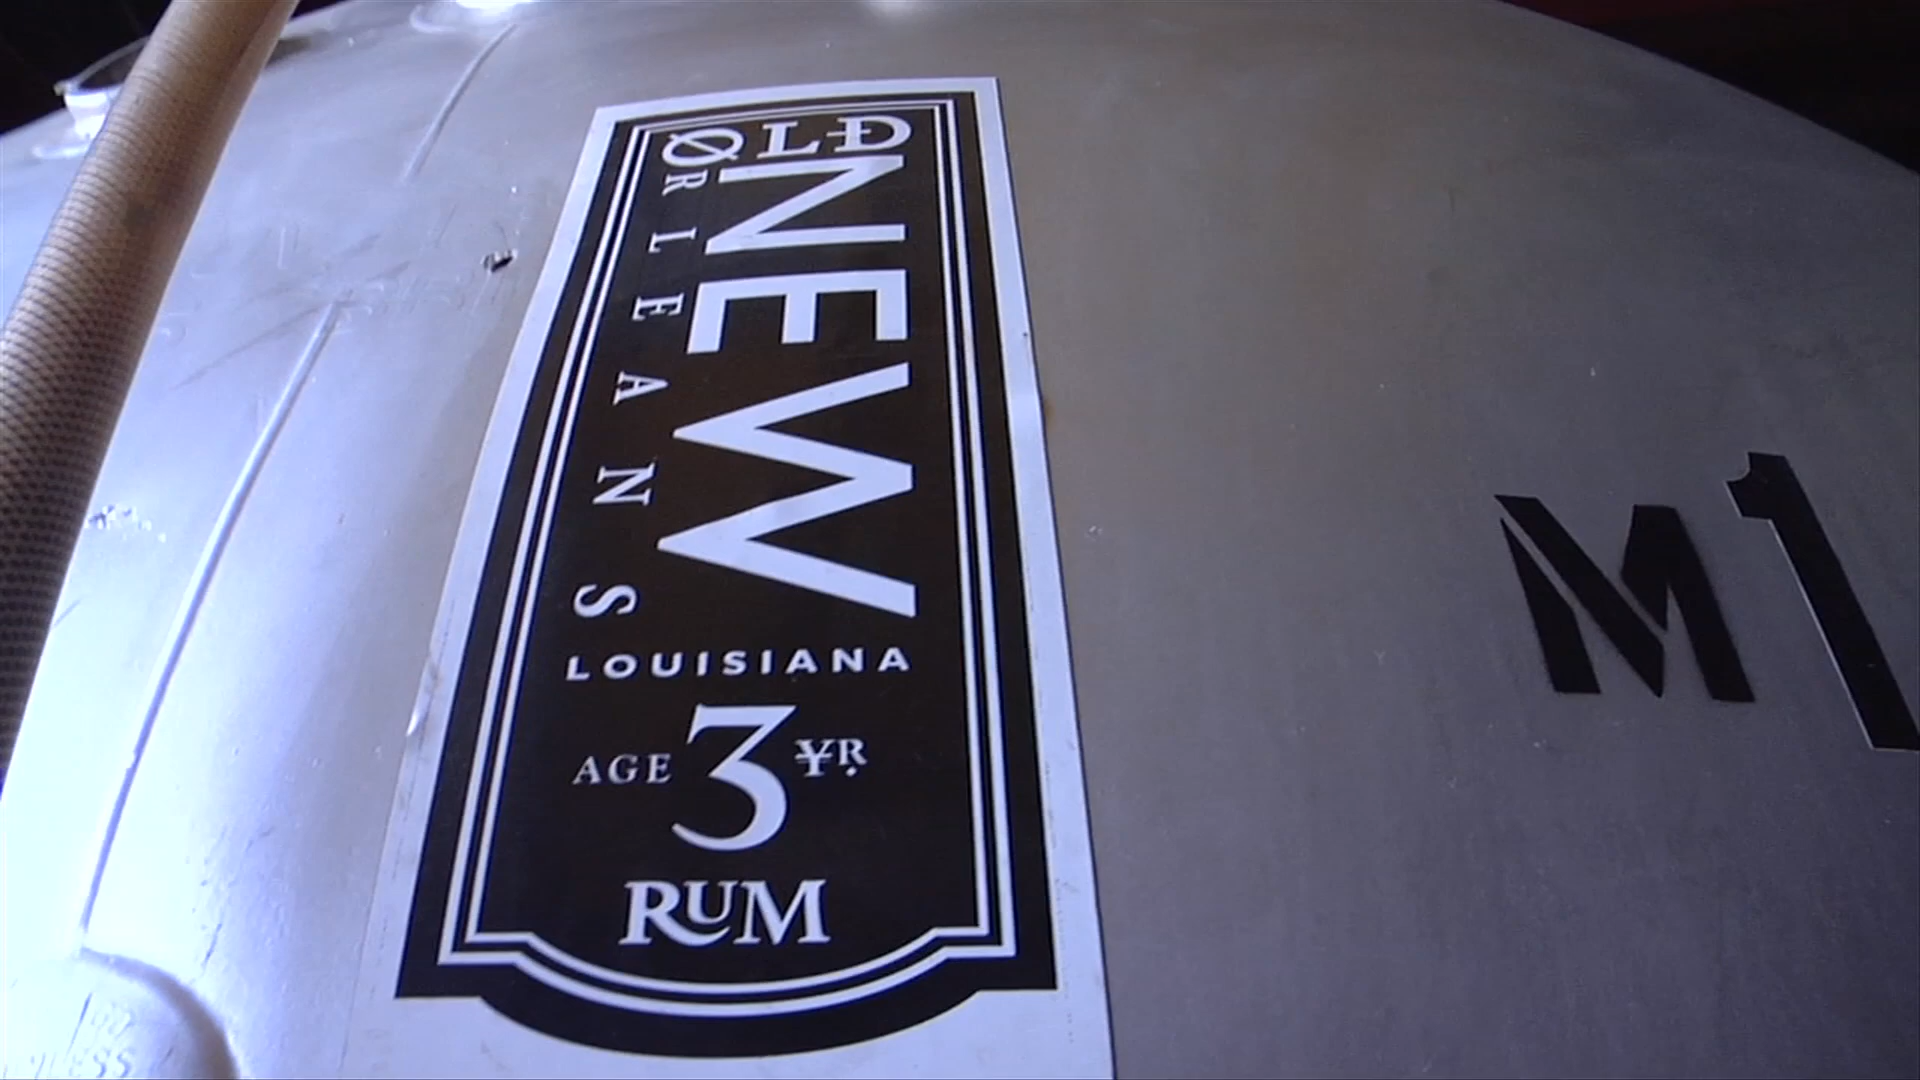 OLD
NEW
ORLEANS
LOUISIANA
AGE 3 YR.
RUM
M1